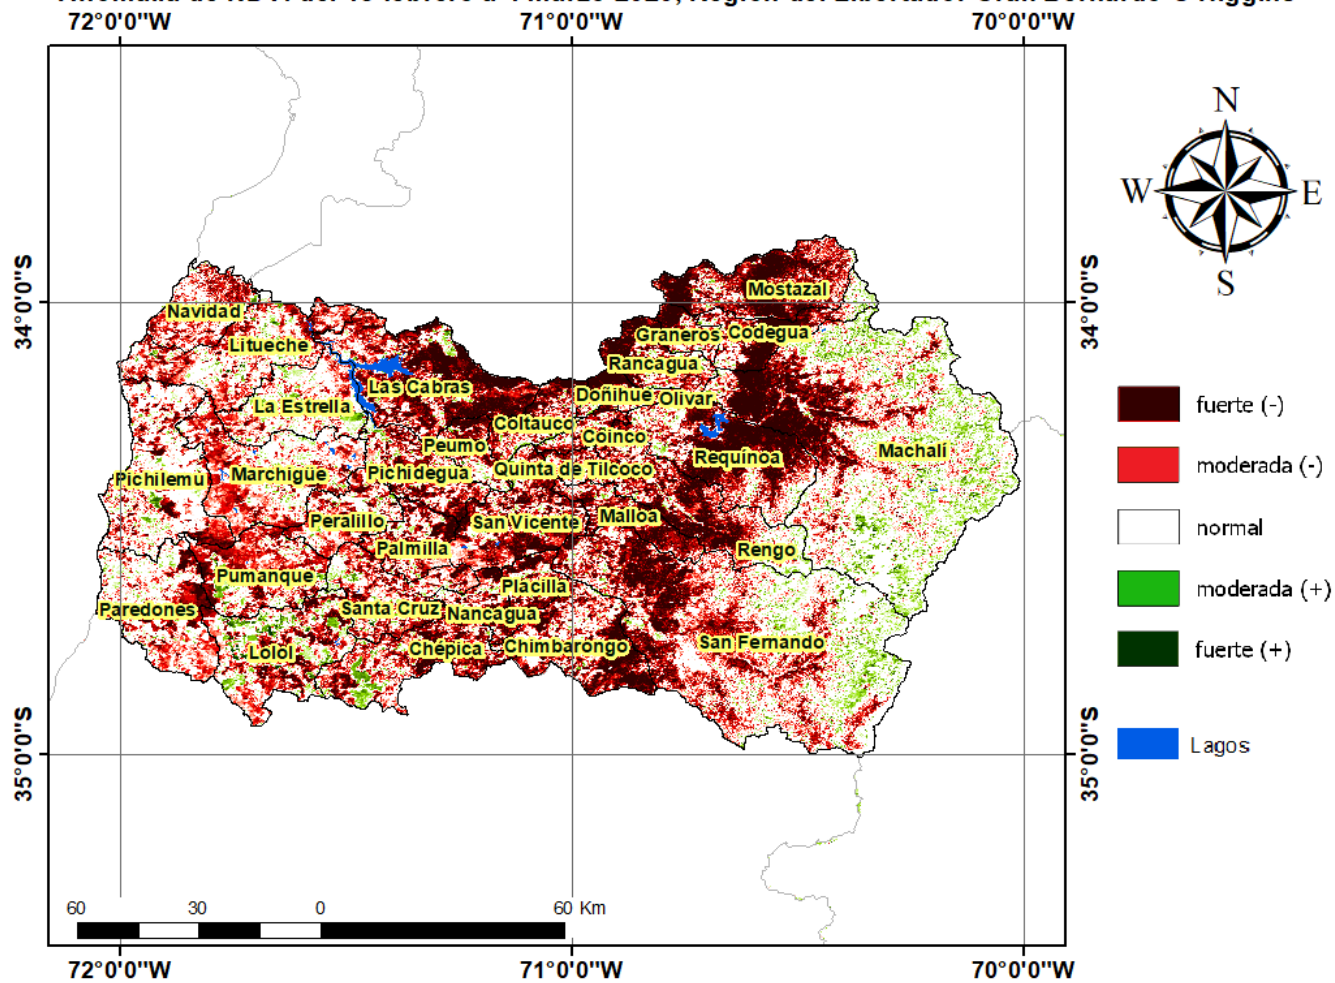 72°0'0"W 71°0'0"W 70°0'0"W
N
W E
S
34°0'0"S 34°0'0"S
Mostazal
Navidad
Graneros Codegua
Litueche
Rancagua
Las Cabras
Doñihue Olivar
La Estrella
Coltauco
Coinco
Peumo
Machalí
Requínoa
Pichilemu Marchigüe Pichidegua Quinta de Tilcoco
Peralillo San Vicente Malloa
Palmilla Rengo
Pumanque Placilla
Paredones Santa Cruz Nancagua
Lolol Chépica Chimbarongo San Fernando
fuerte (-)
moderada (-)
normal
moderada (+)
fuerte (+)
Lagos
35°0'0"S 35°0'0"S
60 30 0 60 Km
72°0'0"W 71°0'0"W 70°0'0"W